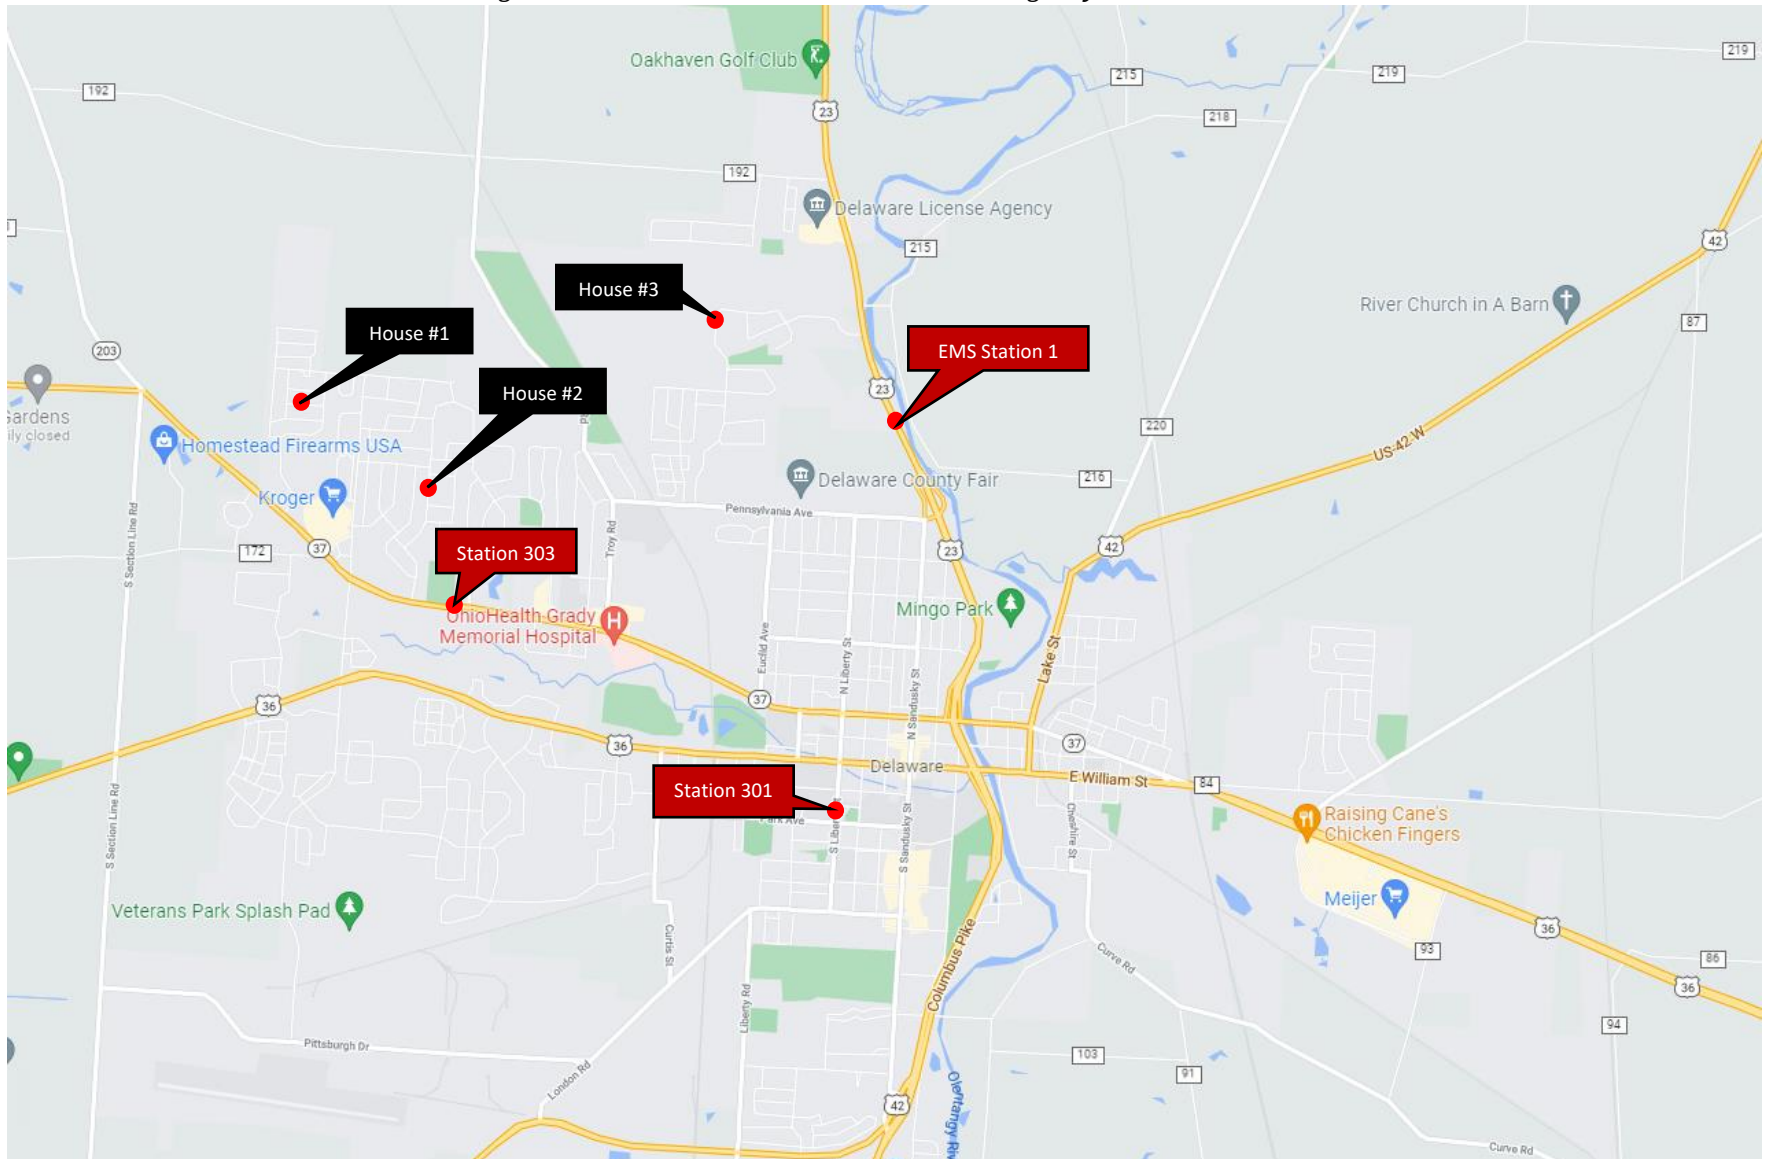 Oakhaven Golf Club
23
192
215
219
219
218
192
Delaware License Agency
215
42
House #3
River Church in A Barn
87
House #1
EMS Station 1
203
23
House #2
Gardens
ily closed
220
US 42 W
Homestead Firearms USA
Kroger
Delaware County Fair
216
Pennsylvania Ave
S Section Line Rd
Troy Rd
172
37
Station 303
23
42
OhioHealth Grady
Memorial Hospital
Mingo Park
Euclid Ave
N Liberty St
Lake St
N Sandusky St
36
37
36
37
Delaware
E William St
84
Station 301
Park Ave
S Liber
S Sandusky St
Cheshire St
Raising Cane's
Chicken Fingers
S Section Line Rd
Meijer
Veterans Park Splash Pad
36
Curtis St
93
86
Columbus Pike
Curve Rd
36
Liberty Rd
94
Pittsburgh Dr
103
91
London Rd
42
Olentangy Riv
Curve Rd